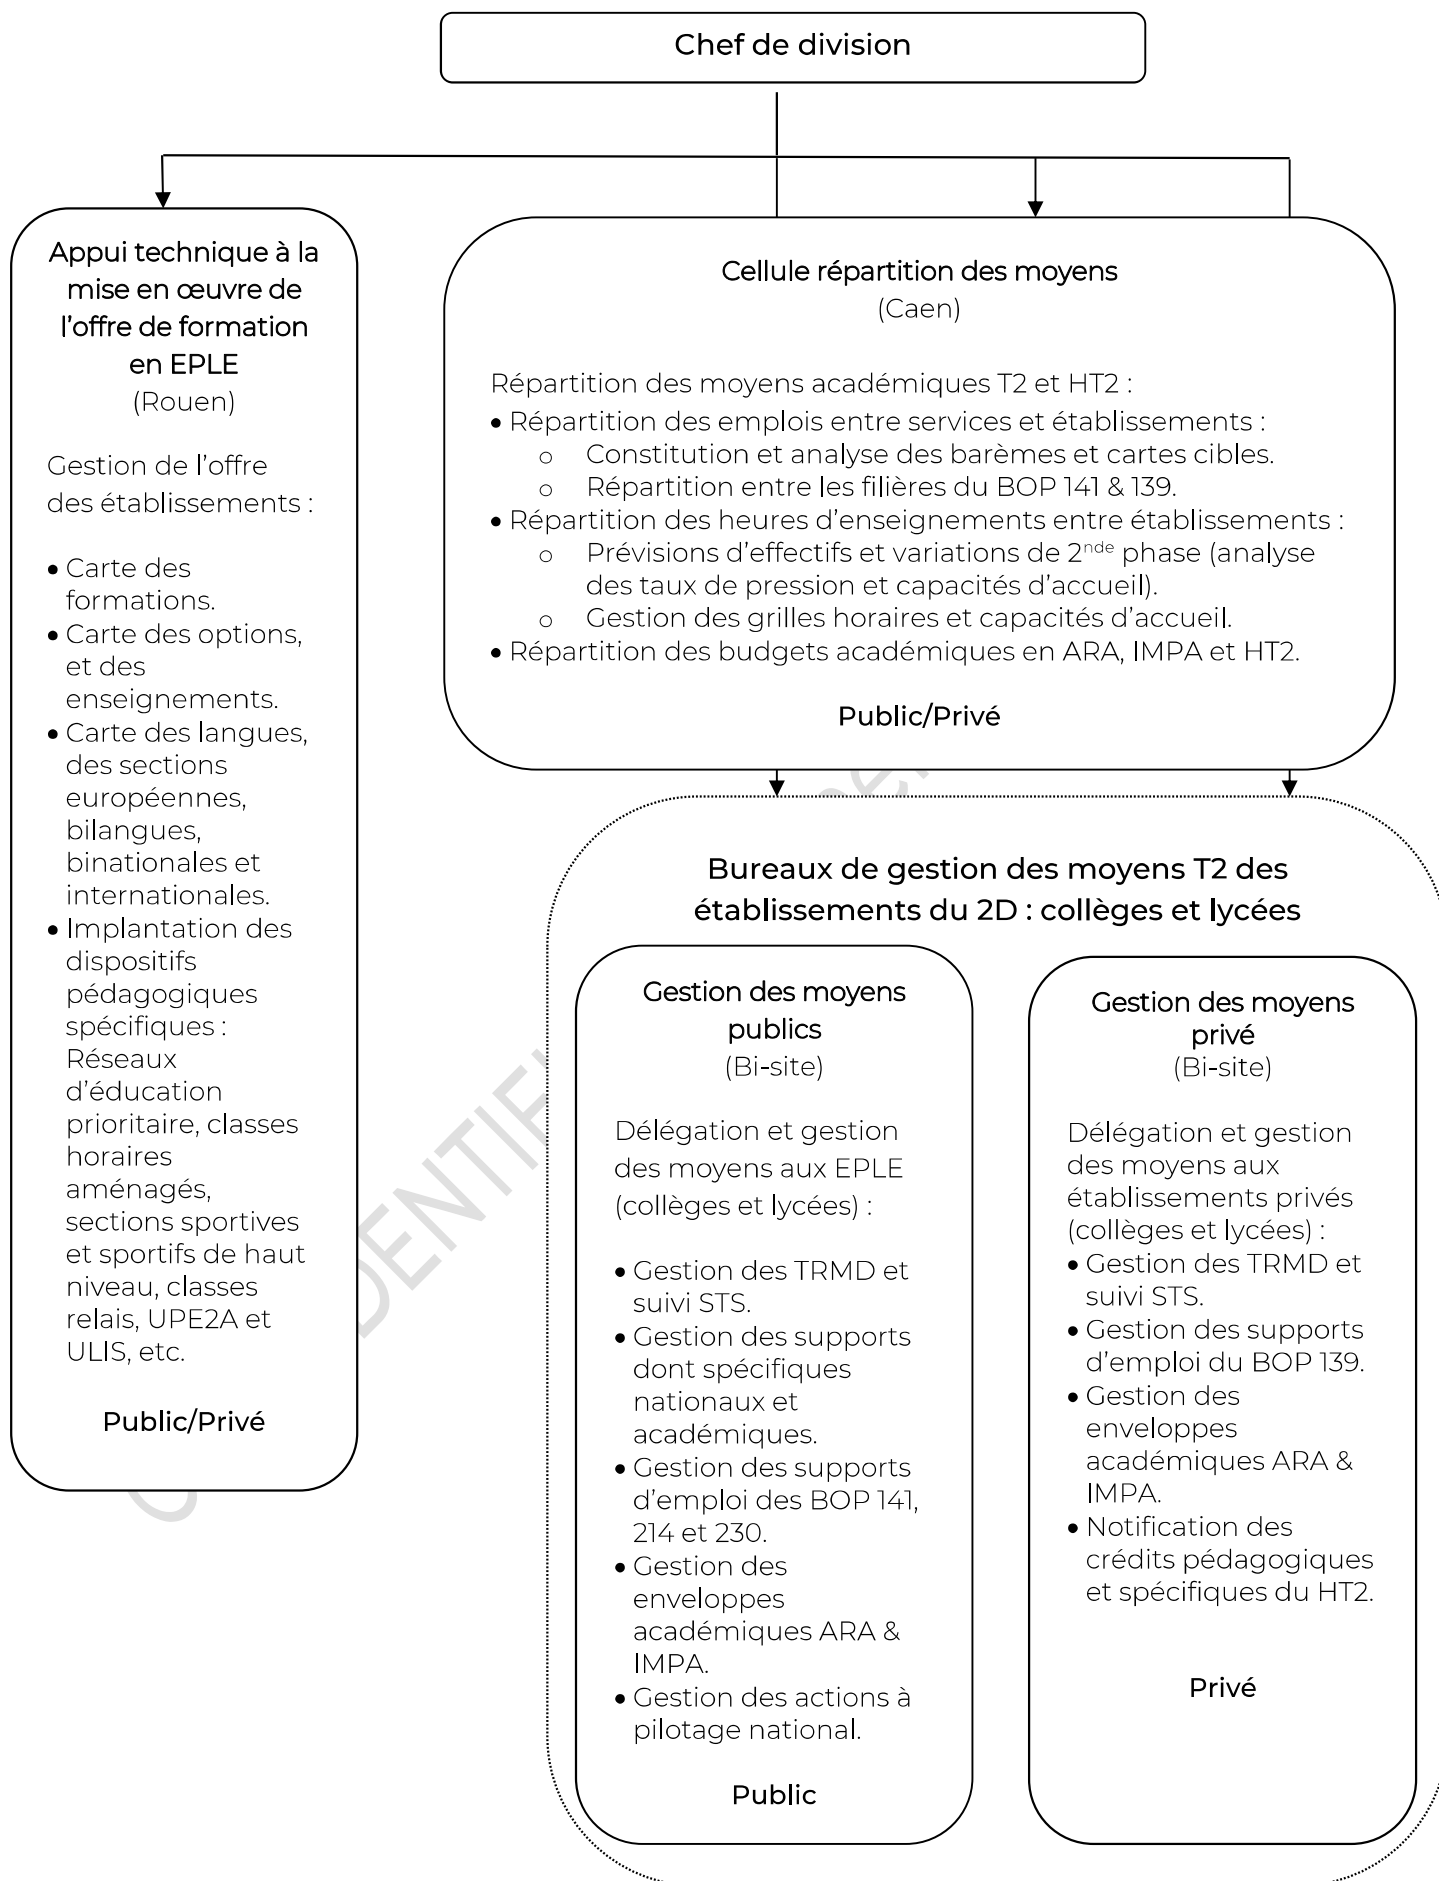 Chef de division
Appui technique à la
mise en œuvre de
l’offre de formation
en EPLE
(Rouen)
Gestion de l’offre
des établissements :
• Carte des
formations.
• Carte des options,
et des
enseignements.
• Carte des langues,
des sections
européennes,
bilangues,
binationales et
internationales.
• Implantation des
dispositifs
pédagogiques
spécifiques :
Réseaux
d’éducation
prioritaire, classes
horaires
aménagés,
sections sportives
et sportifs de haut
niveau, classes
relais, UPE2A et
ULIS, etc.
Public/Privé
Cellule répartition des moyens
(Caen)
Répartition des moyens académiques T2 et HT2 :
• Répartition des emplois entre services et établissements :
o Constitution et analyse des barèmes et cartes cibles.
o Répartition entre les filières du BOP 141 & 139.
• Répartition des heures d’enseignements entre établissements :
o Prévisions d’effectifs et variations de 2nde phase (analyse
des taux de pression et capacités d’accueil).
o Gestion des grilles horaires et capacités d’accueil.
• Répartition des budgets académiques en ARA, IMPA et HT2.
Public/Privé
Bureaux de gestion des moyens T2 des
établissements du 2D : collèges et lycées
Gestion des moyens
publics
(Bi-site)
Délégation et gestion
des moyens aux EPLE
(collèges et lycées) :
• Gestion des TRMD et
suivi STS.
• Gestion des supports
dont spécifiques
nationaux et
académiques.
• Gestion des supports
d’emploi des BOP 141,
214 et 230.
• Gestion des
enveloppes
académiques ARA &
IMPA.
• Gestion des actions à
pilotage national.
Public
Gestion des moyens
privé
(Bi-site)
Délégation et gestion
des moyens aux
établissements privés
(collèges et lycées) :
• Gestion des TRMD et
suivi STS.
• Gestion des supports
d’emploi du BOP 139.
• Gestion des
enveloppes
académiques ARA &
IMPA.
• Notification des
crédits pédagogiques
et spécifiques du HT2.
Privé